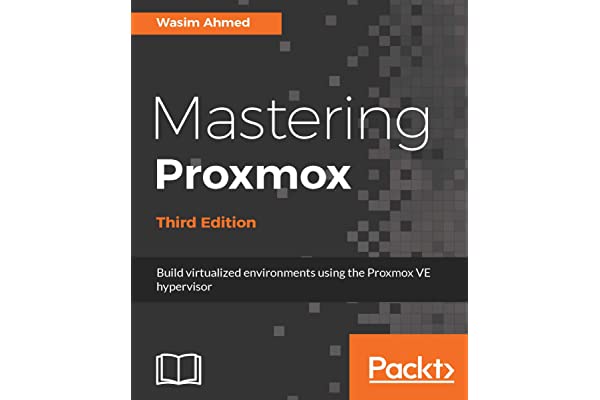 Wasim Ahmed
Mastering
Proxmox
Third Edition
Build virtualized environments using the Proxmox VE
hypervisor
Packt>